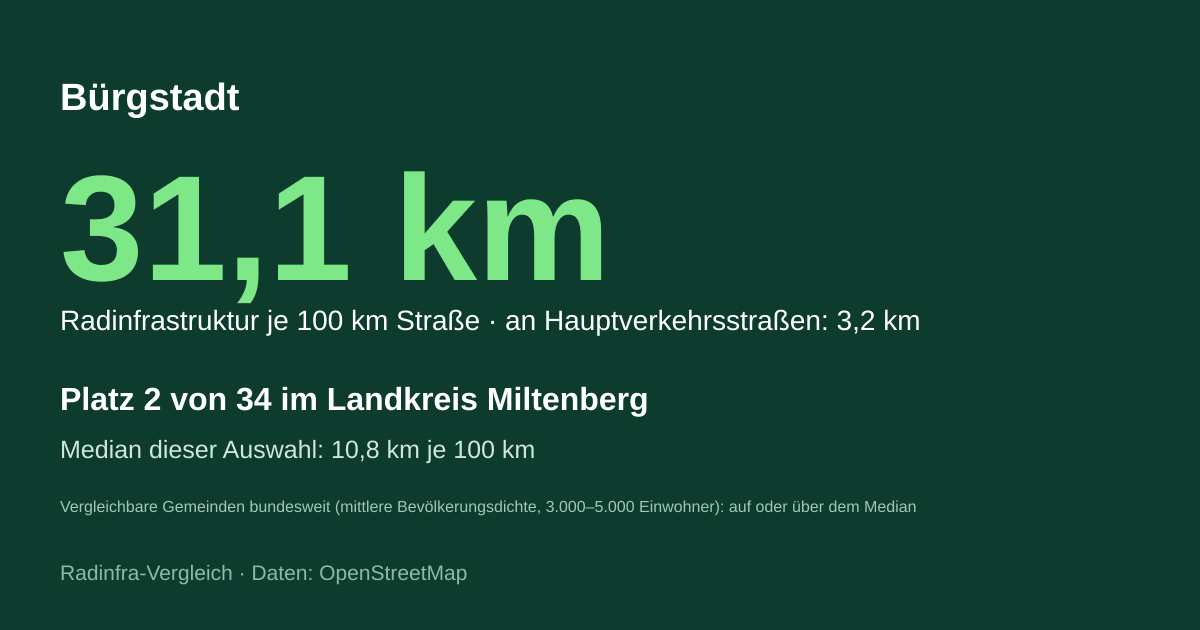 Bürgstadt
31,1 km
Radinfrastruktur je 100 km Straße · an Hauptverkehrsstraßen: 3,2 km
Platz 2 von 34 im Landkreis Miltenberg
Median dieser Auswahl: 10,8 km je 100 km
Vergleichbare Gemeinden bundesweit (mittlere Bevölkerungsdichte, 3.000–5.000 Einwohner): auf oder über dem Median
Radinfra-Vergleich · Daten: OpenStreetMap